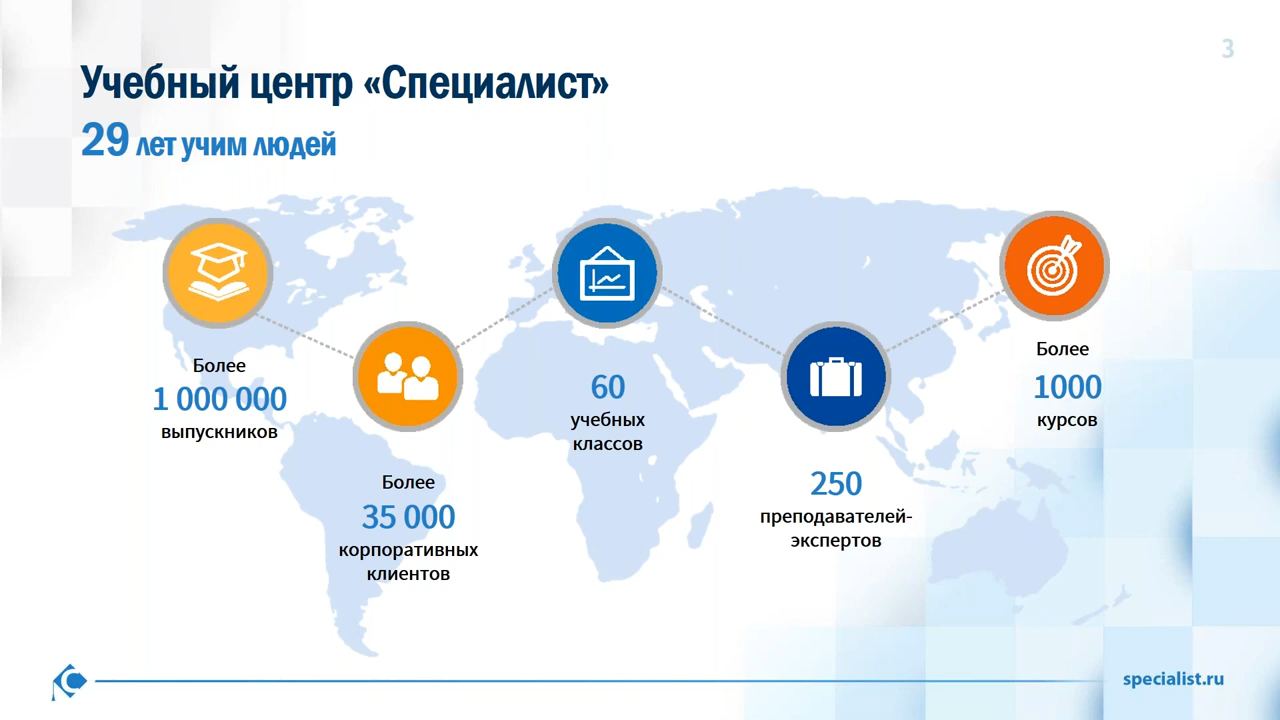 3
Учебный центр «Специалист»
29 лет учим людей
Более
1 000 000
выпускников
Более
35 000
корпоративных
клиентов
60
учебных
классов
250
преподавателей-
экспертов
Более
1000
курсов
specialist.ru